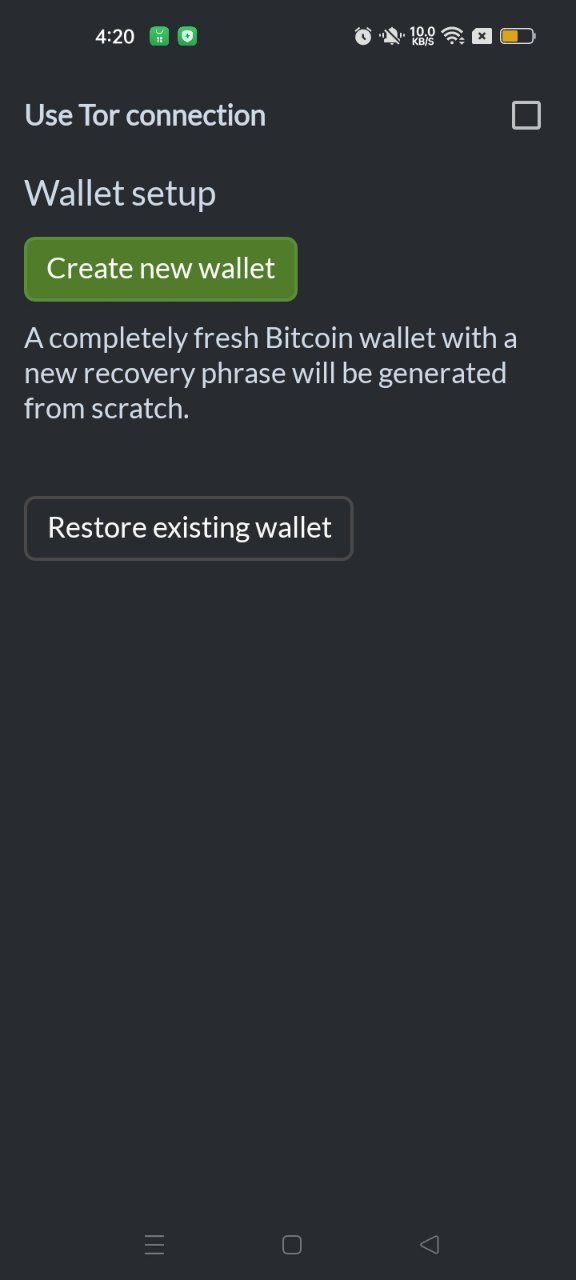 4:20
10.0
KB/S
Use Tor connection
Wallet setup
Create new wallet
A completely fresh Bitcoin wallet with a
new recovery phrase will be generated
from scratch.
Restore existing wallet